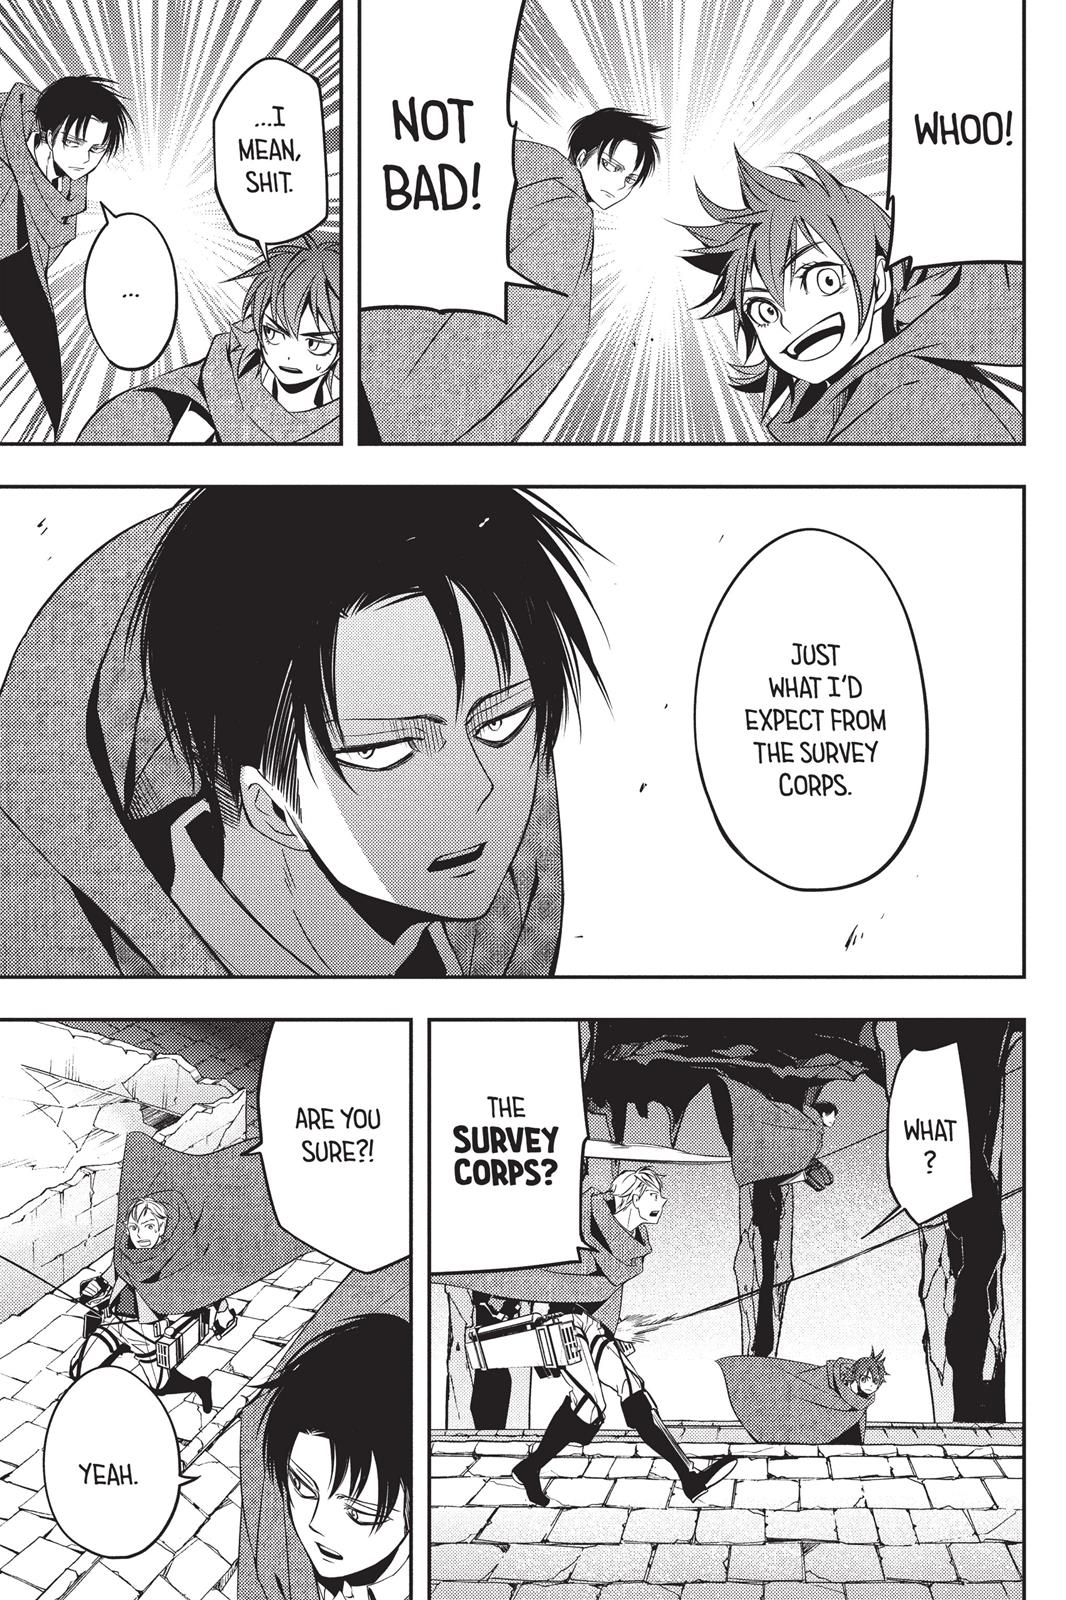 WHOO!
NOT
BAD!
...I
MEAN,
SHIT.
...
JUST
WHAT I'D
EXPECT FROM
THE SURVEY
CORPS.
WHAT
?
THE
SURVEY
CORPS?
ARE YOU
SURE?!
YEAH.